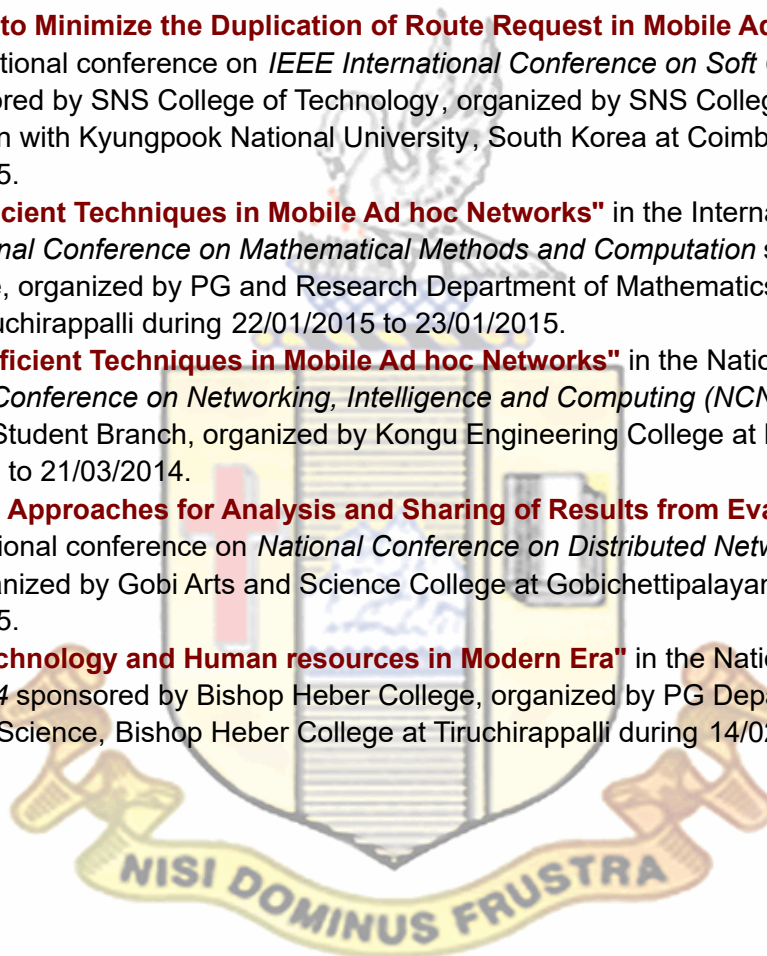 to Minimize the Duplication of Route Request in Mobile Ad
tional conference on IEEE International Conference on Soft
ored by SNS College of Technology, organized by SNS Colleg
n with Kyungpook National University, South Korea at Coimb
5.
icient Techniques in Mobile Ad hoc Networks" in the Interna
nal Conference on Mathematical Methods and Computation s
e, organized by PG and Research Department of Mathematics
uchirappalli during 22/01/2015 to 23/01/2015.
fficient Techniques in Mobile Ad hoc Networks" in the Natio
Conference on Networking, Intelligence and Computing (NCN
Student Branch, organized by Kongu Engineering College at
to 21/03/2014.
Approaches for Analysis and Sharing of Results from Eva
tional conference on National Conference on Distributed Netw
anized by Gobi Arts and Science College at Gobichettipalayan
5.
chnology and Human resources in Modern Era" in the Natio
4 sponsored by Bishop Heber College, organized by PG Depa
Science, Bishop Heber College at Tiruchirappalli during 14/02
NISI DOMINUS FRUSTRA